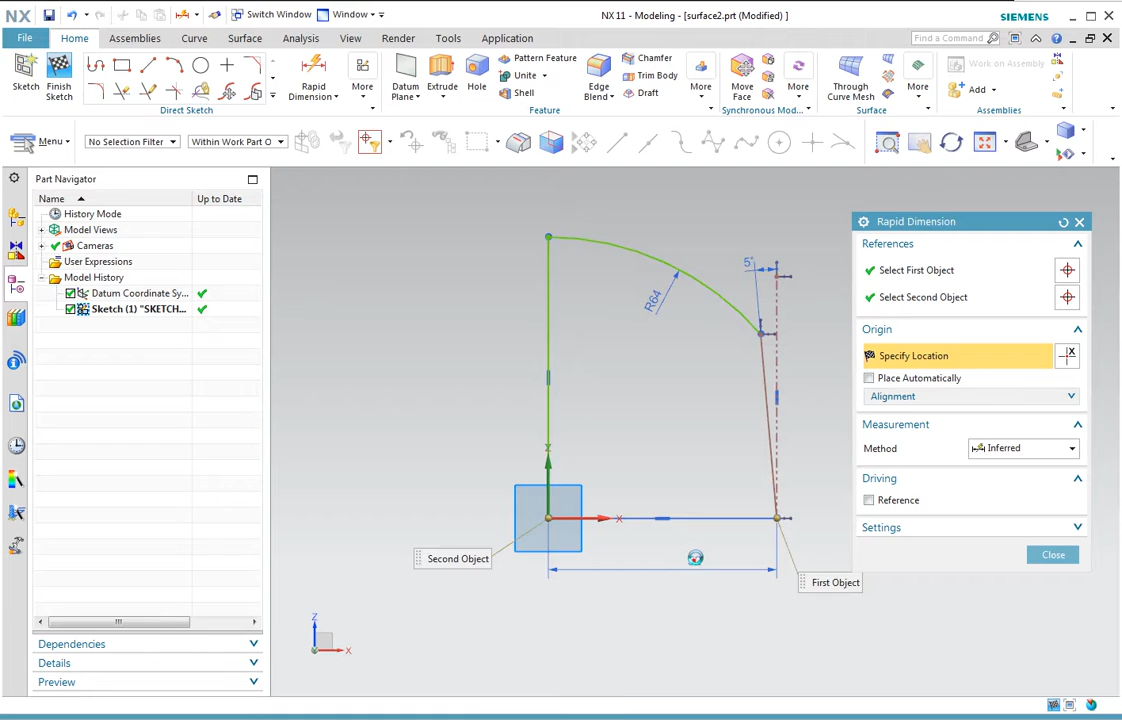 NX
Switch Window
Window
NX 11 - Modeling - [surface2.prt (Modified) ]
SIEMENS
File
Home
Assemblies
Curve
Surface
Analysis
View
Render
Tools
Application
Find a Command
Sketch
Finish
Sketch
Rapid
Dimension
More
Direct Sketch
Datum
Plane
Extrude
Hole
Pattern Feature
Unite
Shell
Edge
Blend
Chamfer
Trim Body
Draft
More
Feature
Move
Face
More
Synchronous Mod...
Through
Curve Mesh
More
Surface
Work on Assembly
Add
Assemblies
Menu
No Selection Filter
Within Work Part O
Part Navigator
Name
Up to Date
History Mode
Model Views
Cameras
User Expressions
Model History
Datum Coordinate Sy...
Sketch (1) "SKETCH...
Dependencies
Details
Preview
5°
R64
Y
X
Second Object
First Object
Z
X
Rapid Dimension
References
Select First Object
Select Second Object
Origin
Specify Location
Place Automatically
Alignment
Measurement
Method
Inferred
Driving
Reference
Settings
Close